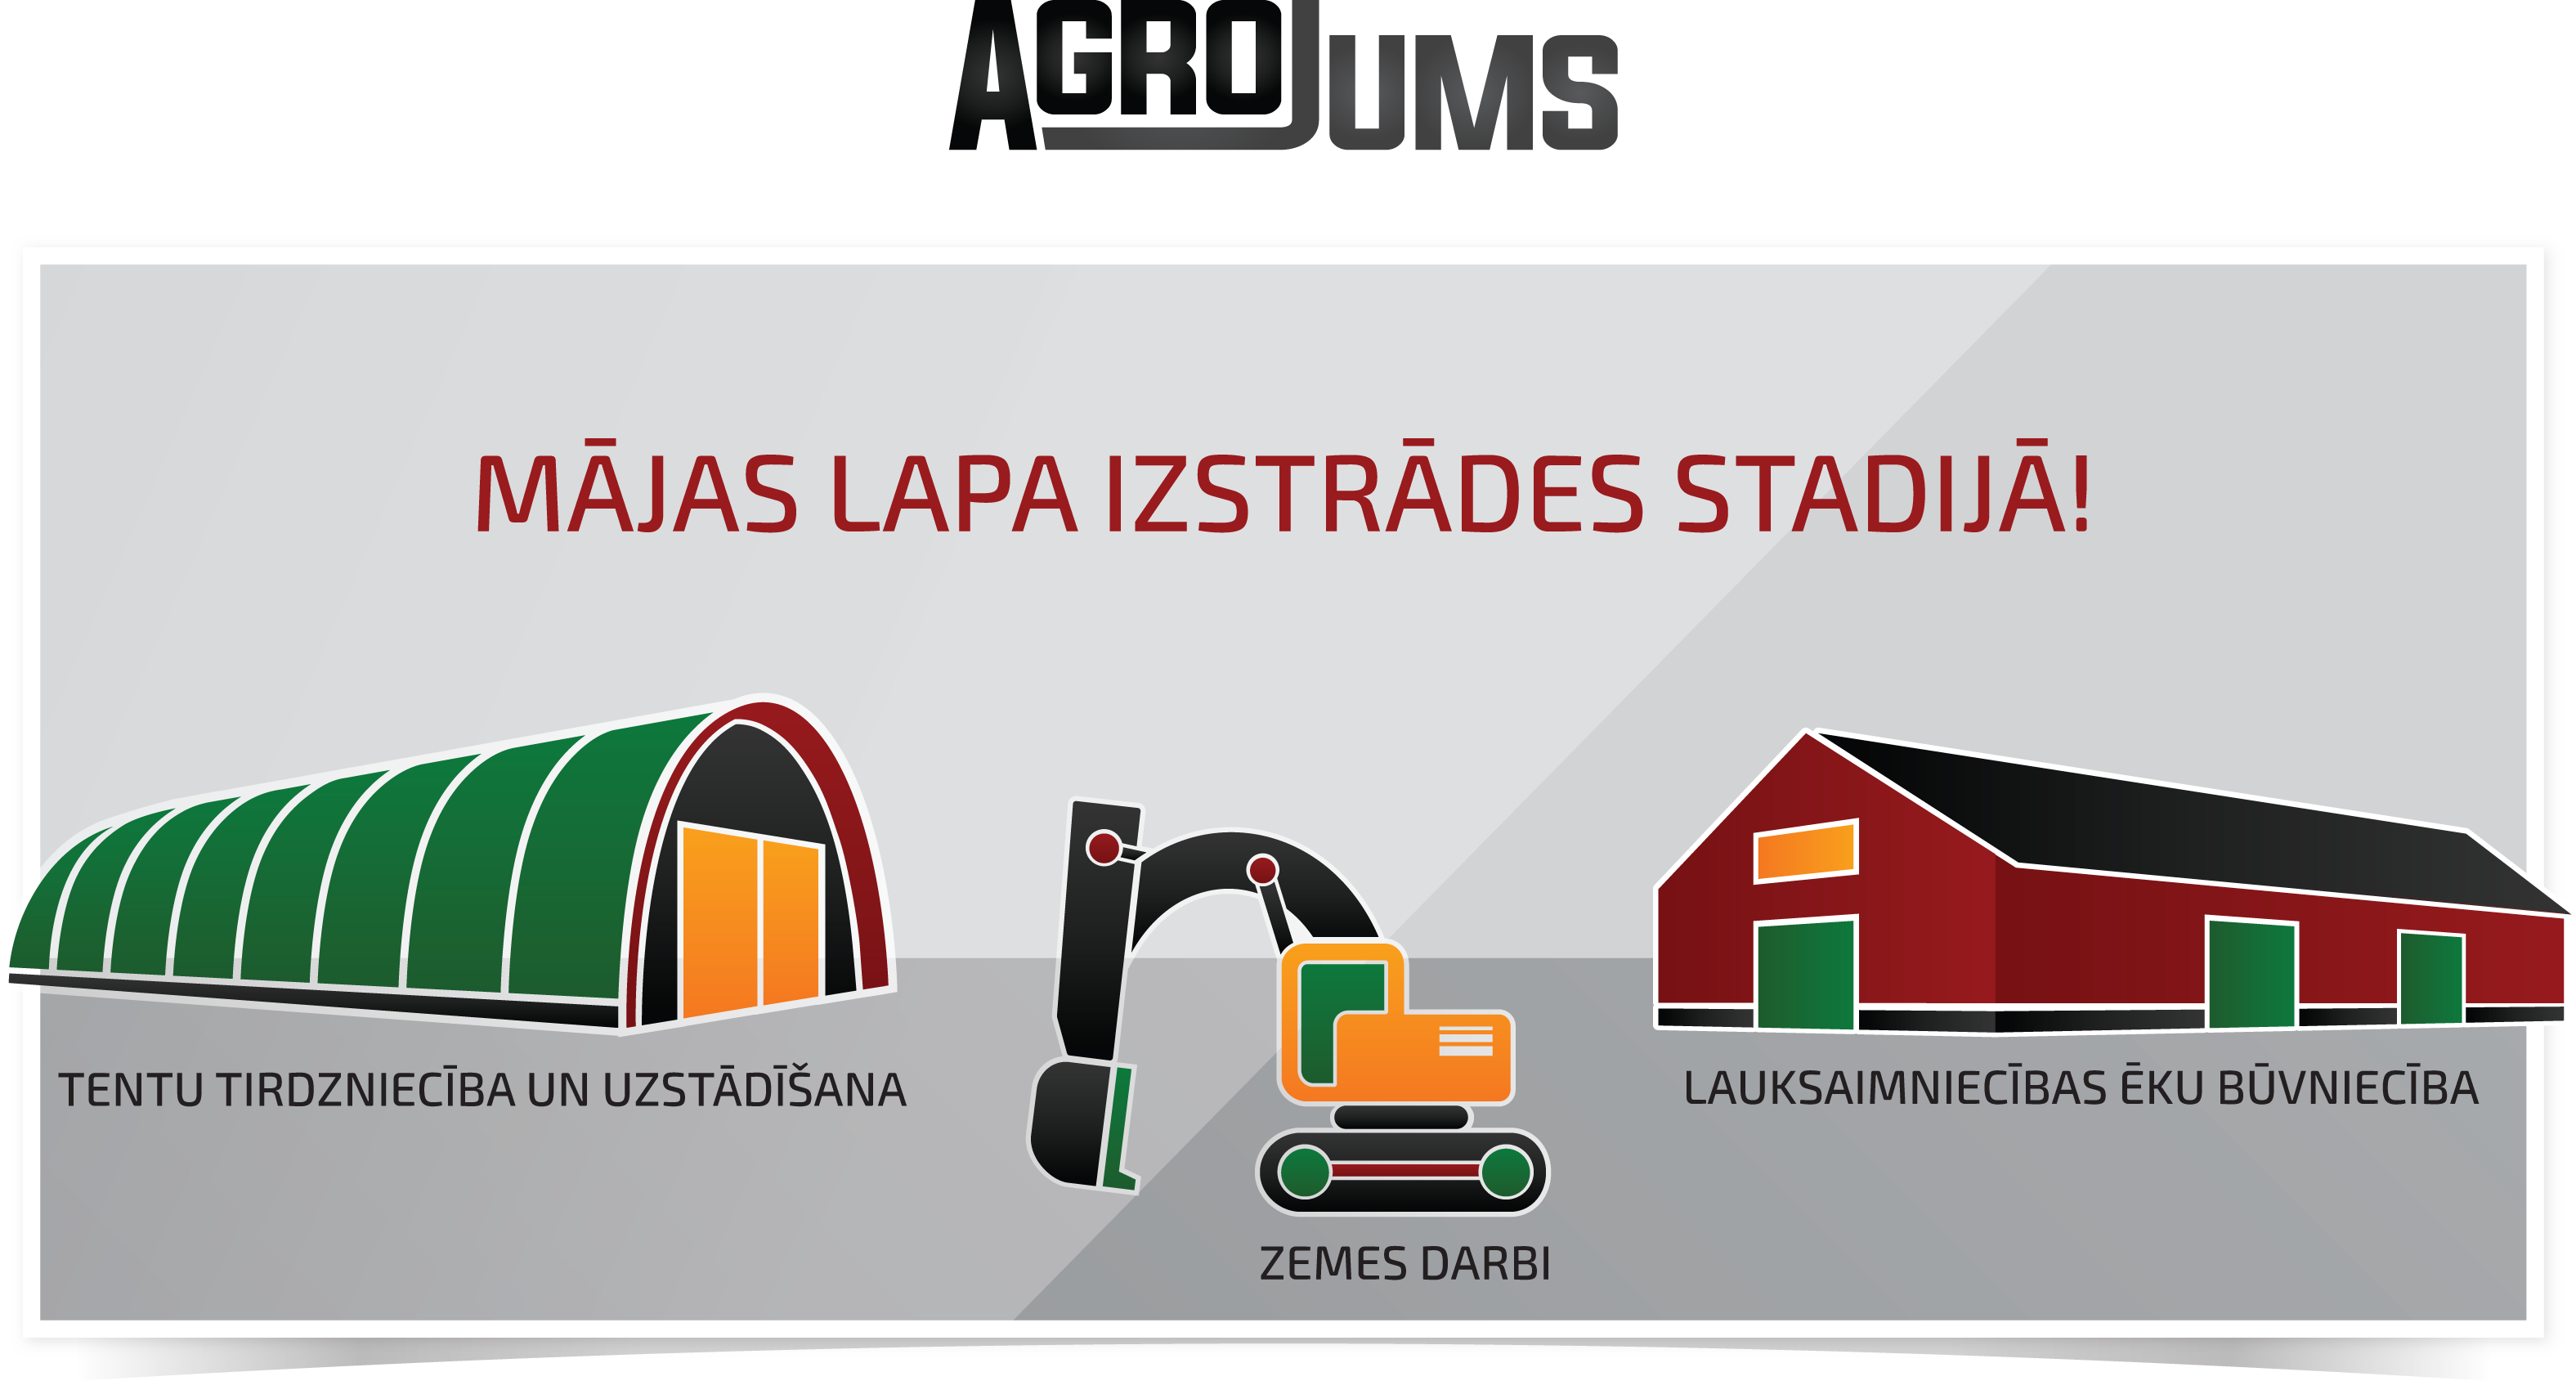 AGROJUMS
MĀJAS LAPA IZSTRĀDES STADIJĀ!
TENTU TIRDZNIECĪBA UN UZSTĀDĪŠANA
LAUKSAIMNIECĪBAS ĒKU BŪVNIECĪBA
ZEMES DARBI